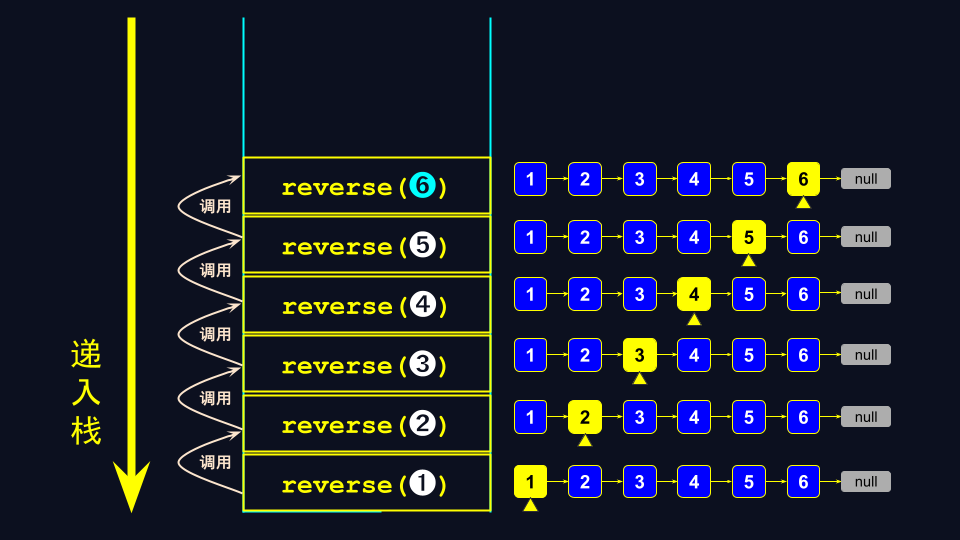 reverse(❻)
1 2 3 4 5 6 null
调用
reverse(❺)
1 2 3 4 5 6 null
调用
reverse(❹)
1 2 3 4 5 6 null
调用
reverse(❸)
1 2 3 4 5 6 null
调用
reverse(❷)
1 2 3 4 5 6 null
调用
reverse(❶)
1 2 3 4 5 6 null
递
入
栈